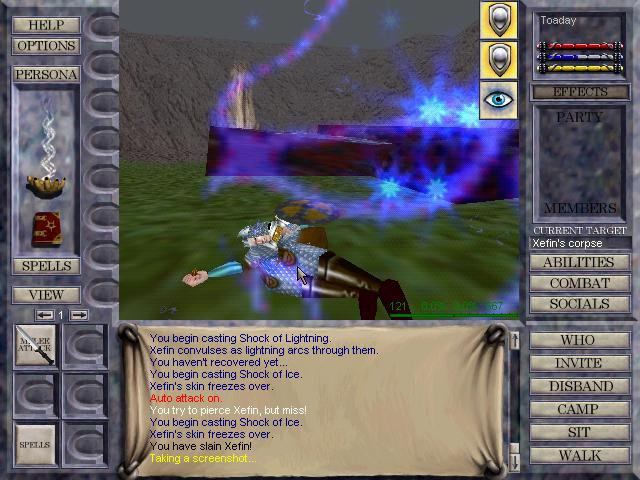 HELP
OPTIONS
PERSONA
SPELLS
VIEW
1
MELEE
ATTACK
SPELLS
Toaday
EFFECTS
PARTY
MEMBERS
CURRENT TARGET
Xefin's corpse
ABILITIES
COMBAT
SOCIALS
WHO
INVITE
DISBAND
CAMP
SIT
WALK
You begin casting Shock of Lightning.
Xefin convulses as lightning arcs through them.
You haven't recovered yet...
You begin casting Shock of Ice.
Xefin's skin freezes over.
Auto attack on.
You try to pierce Xefin, but miss!
You begin casting Shock of Ice.
Xefin's skin freezes over.
You have slain Xefin!
Taking a screenshot...